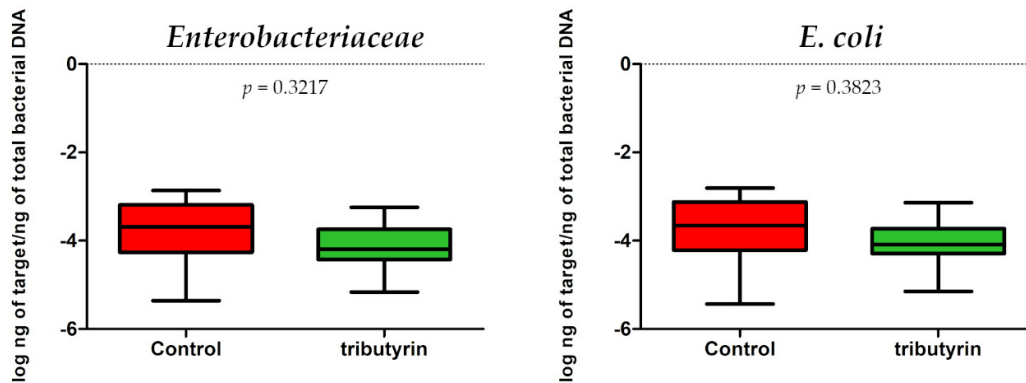 Enterobacteriaceae
log ng of target/ng of total bacterial DNA
0
p = 0.3217
-2
-4
-6
Control
tributyrin
E. coli
log ng of target/ng of total bacterial DNA
0
p = 0.3823
-2
-4
-6
Control
tributyrin